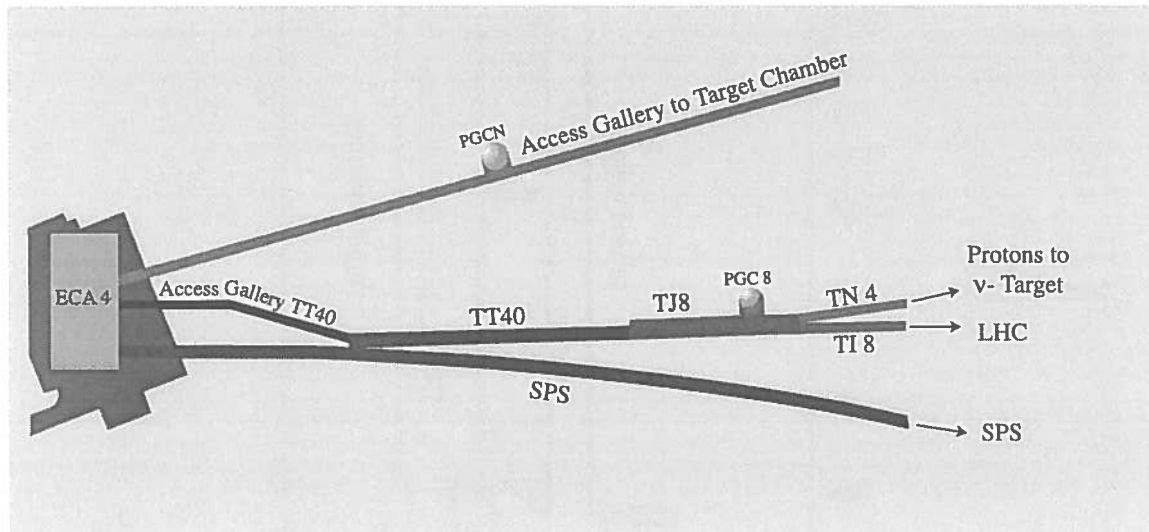 Access Gallery to Target Chamber
PGCN
ECA 4
Access Gallery TT40
TT40
TJ8
PGC 8
TN 4
TI 8
Protons to
ν- Target
LHC
SPS
SPS